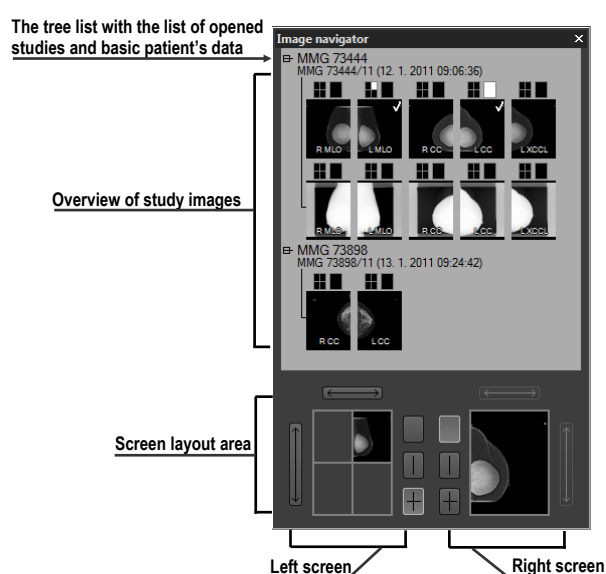 The tree list with the list of opened
studies and basic patient's data
Image navigator
MMG 73444
MMG 73444/11 (12. 1. 2011 09:06:36)
R MLO L MLO R CC L CC L XCCL
Overview of study images
R MLO L MLO R CC L CC L XCCL
MMG 73898
MMG 73898/11 (13. 1. 2011 09:24:42)
R CC L CC
Screen layout area
Left screen Right screen